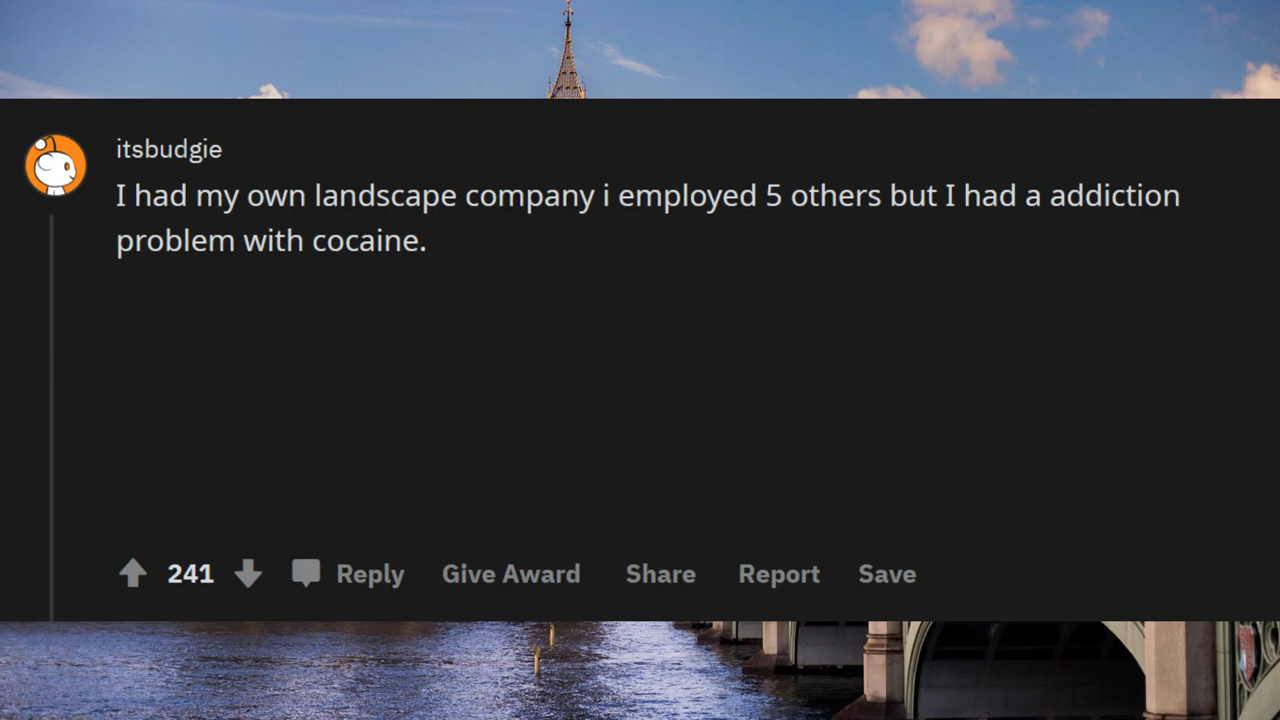 itsbudgie
I had my own landscape company i employed 5 others but I had a addiction
problem with cocaine.
241 Reply Give Award Share Report Save